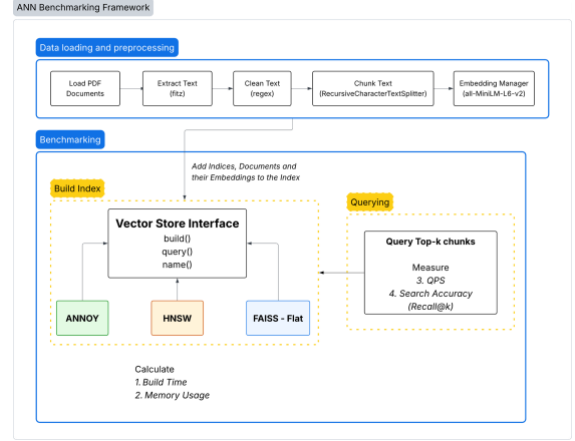 ANN Benchmarking Framework
Data loading and preprocessing
Load PDF
Documents
Extract Text
(fitz)
Clean Text
(regex)
Chunk Text
(RecursiveCharacterTextSplitter)
Embedding Manager
(all-MiniLM-L6-v2)
Benchmarking
Add Indices, Documents and
their Embeddings to the Index
Build Index
Vector Store Interface
build()
query()
name()
ANNOY
HNSW
FAISS - Flat
Querying
Query Top-k chunks
Measure
3. QPS
4. Search Accuracy
(Recall@k)
Calculate
1. Build Time
2. Memory Usage